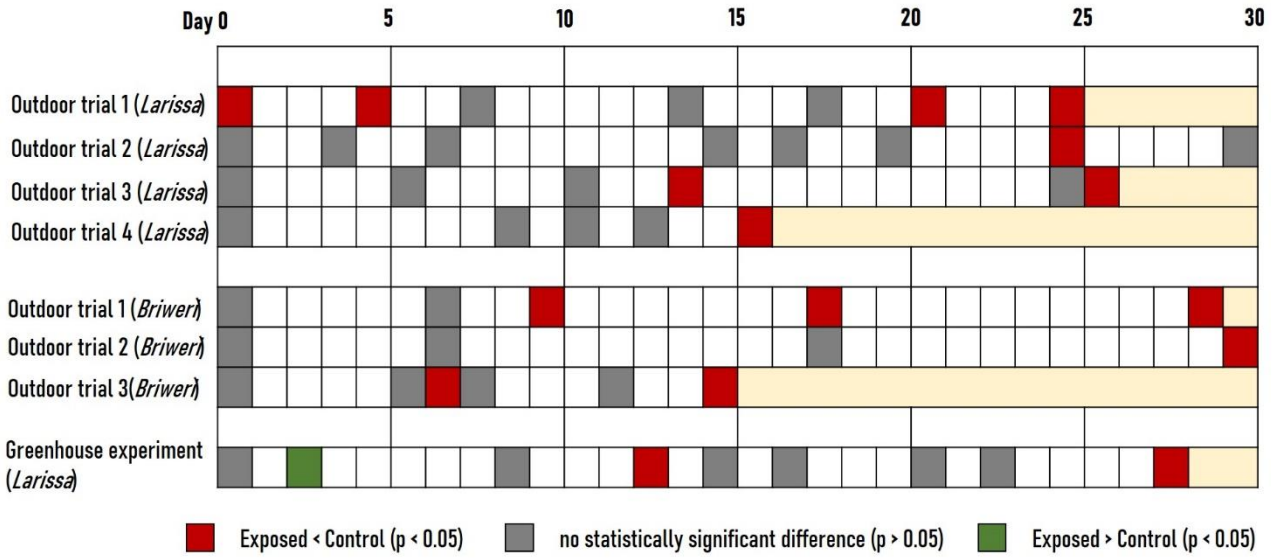 Day 0 5 10 15 20 25 30
Outdoor trial 1 (Larissa)
Outdoor trial 2 (Larissa)
Outdoor trial 3 (Larissa)
Outdoor trial 4 (Larissa)
Outdoor trial 1 (Briweri)
Outdoor trial 2 (Briweri)
Outdoor trial 3(Briweri)
Greenhouse experiment
(Larissa)
Exposed < Control (p < 0.05) no statistically significant difference (p > 0.05) Exposed > Control (p < 0.05)